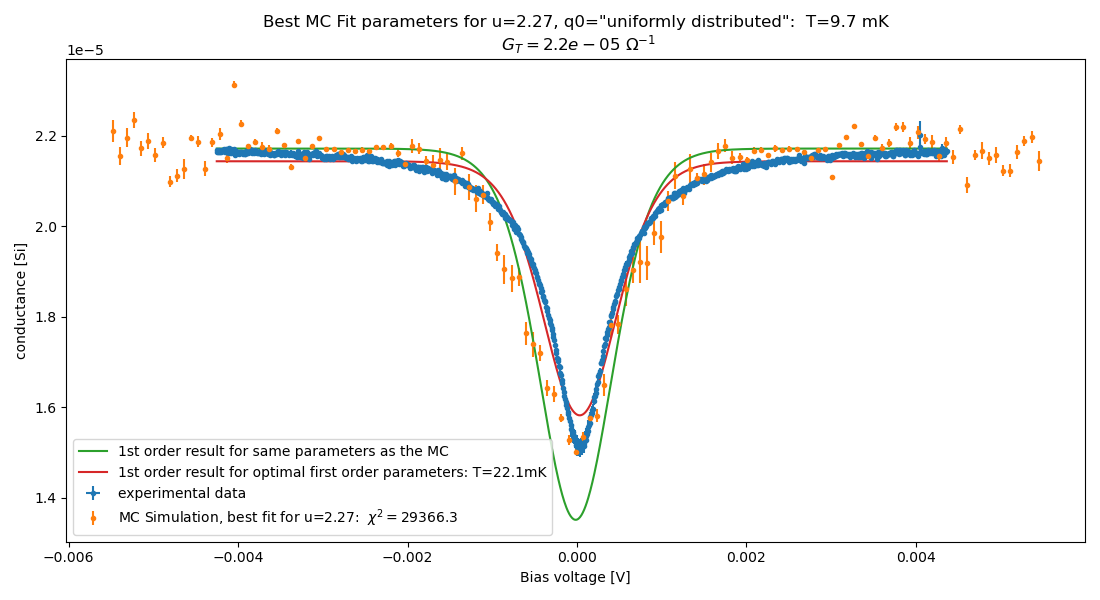 Best MC Fit parameters for u=2.27, q0="uniformly distributed":  T=9.7 mK
G_T = 2.2e − 05 Ω⁻¹
1e−5
2.2
2.0
1.8
1.6
1.4
conductance [Si]
1st order result for same parameters as the MC
1st order result for optimal first order parameters: T=22.1mK
experimental data
MC Simulation, best fit for u=2.27:  χ² = 29366.3
−0.006
−0.004
−0.002
0.000
0.002
0.004
Bias voltage [V]